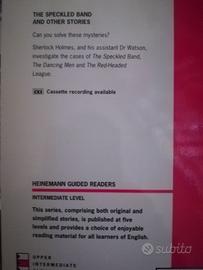 THE SPECKLED BAND
AND OTHER STORIES
Can you solve these mysteries?
Sherlock Holmes, and his assistant Dr Watson,
investigate the cases of The Speckled Band,
The Dancing Men and The Red-Headed
League.
Cassette recording available
HEINEMANN GUIDED READERS
INTERMEDIATE LEVEL
This series, comprising both original and
simplified stories, is published at five
levels and provides a choice of enjoyable
reading material for all learners of English.
subito
UPPER
INTERMEDIATE